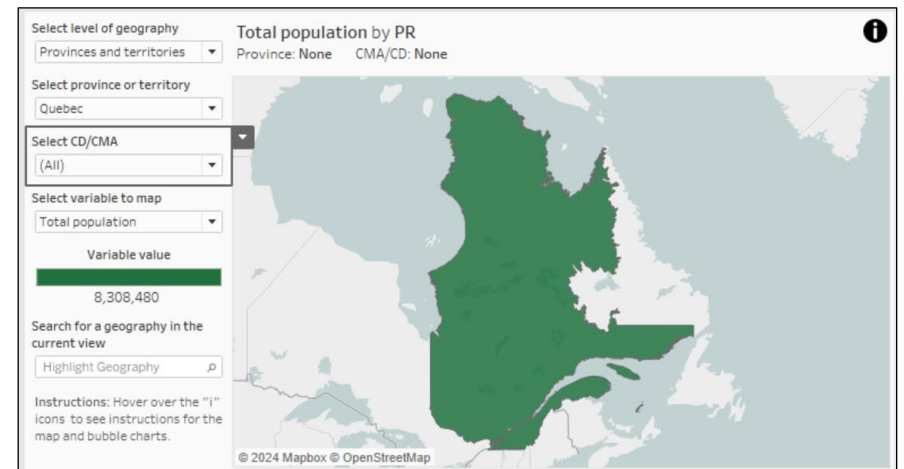 Select level of geography
Provinces and territories
Select province or territory
Quebec
Select CD/CMA
(All)
Select variable to map
Total population
Variable value
8,308,480
Search for a geography in the
current view
Highlight Geography
Instructions: Hover over the "i"
icons to see instructions for the
map and bubble charts.
Total population by PR
Province: None CMA/CD: None
i
© 2024 Mapbox © OpenStreetMap